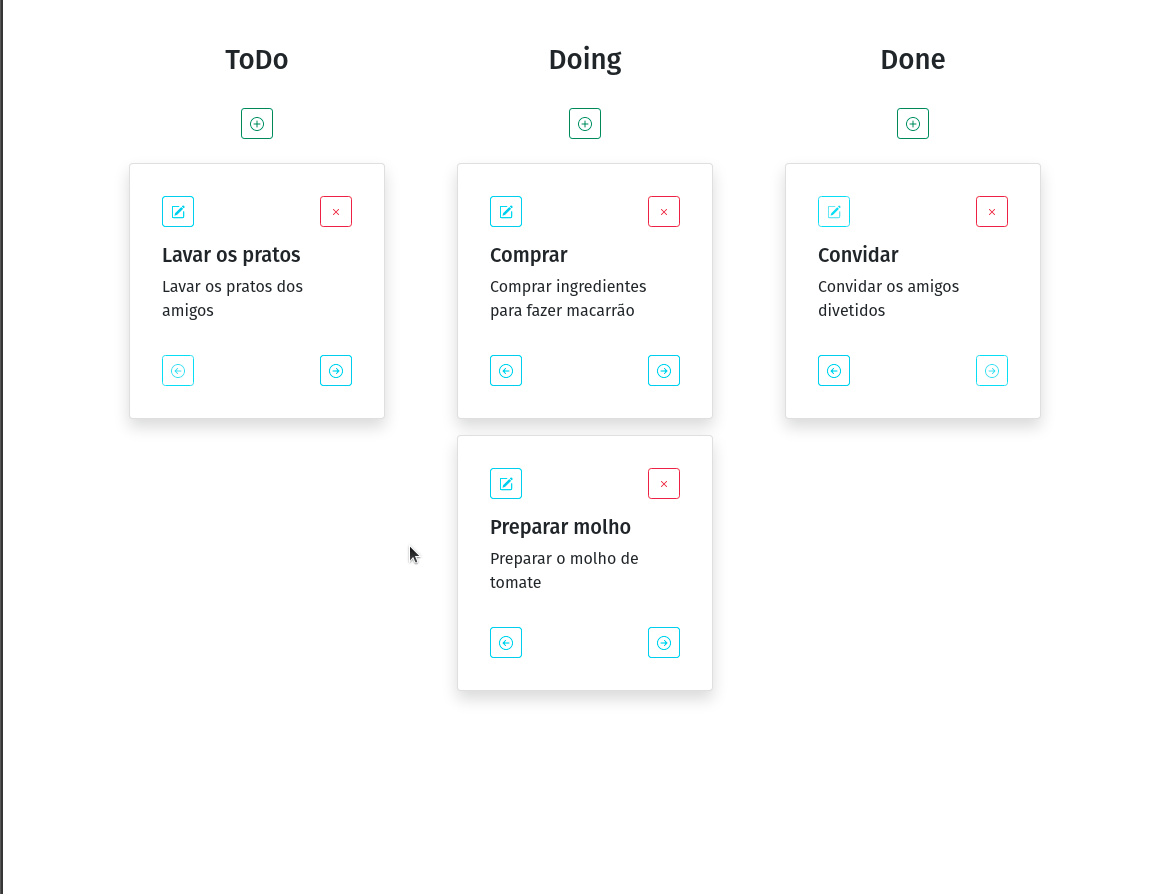 ToDo
Doing
Done
Lavar os pratos
Lavar os pratos dos
amigos
Comprar
Comprar ingredientes
para fazer macarrão
Preparar molho
Preparar o molho de
tomate
Convidar
Convidar os amigos
divetidos